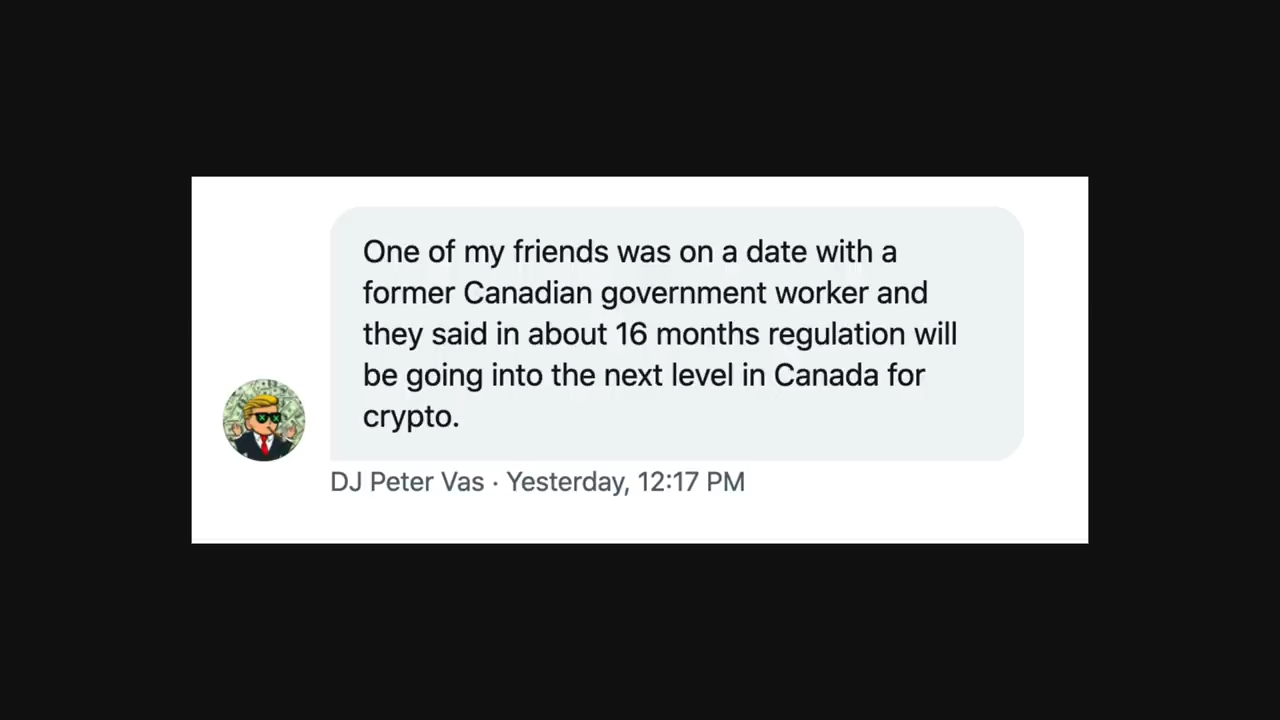 One of my friends was on a date with a
former Canadian government worker and
they said in about 16 months regulation will
be going into the next level in Canada for
crypto.
DJ Peter Vas · Yesterday, 12:17 PM